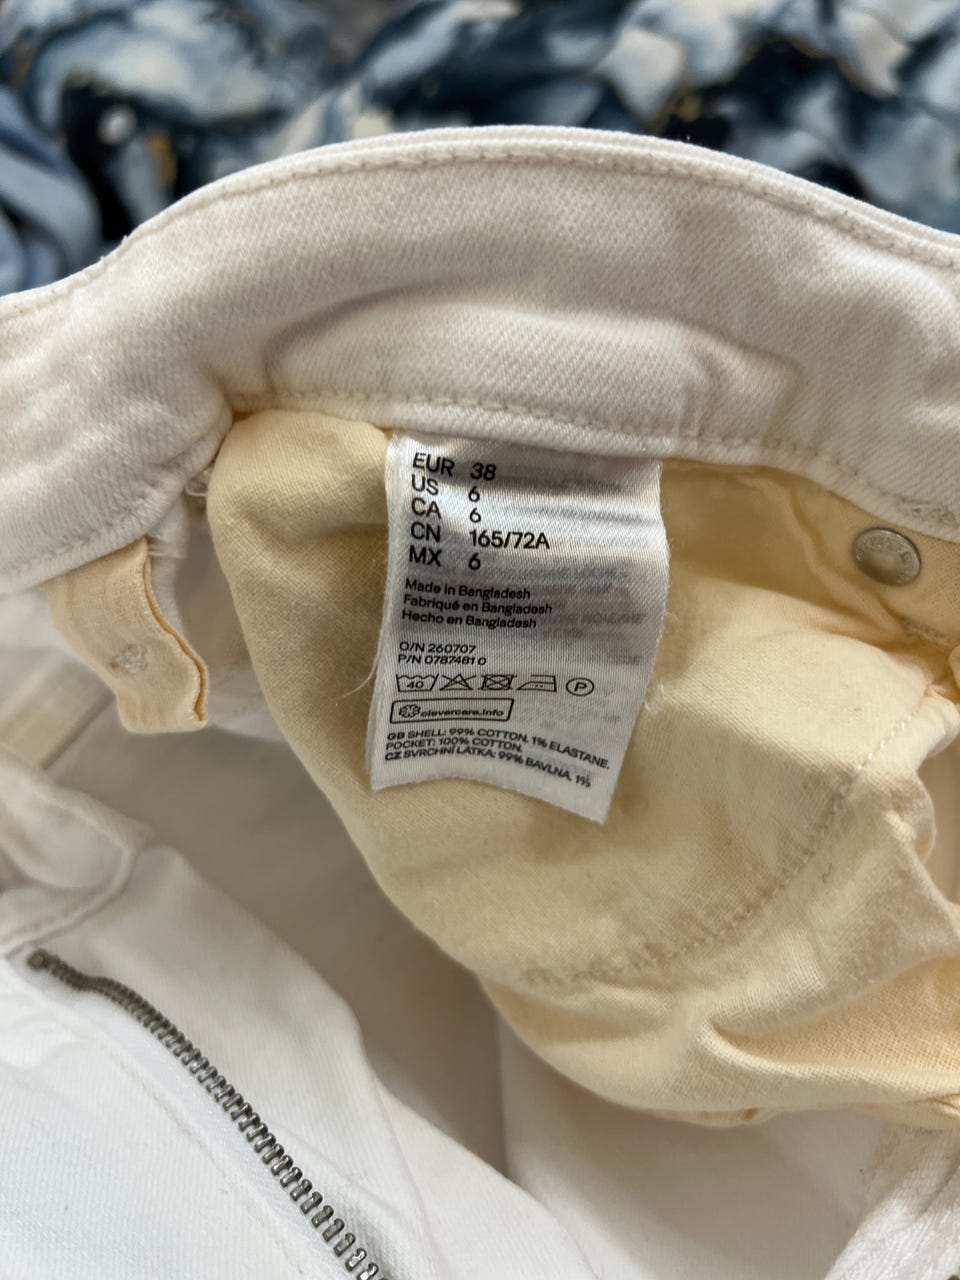 EUR 38
US 6
CA 6
CN 165/72A
MX 6
Made in Bangladesh
Fabriqué en Bangladesh
Hecho en Bangladesh
O/N 260707
P/N 0787481 0
40 P
clevercare.info
GB SHELL: 99% COTTON. 1% ELASTANE.
POCKET: 100% COTTON.
CZ SVRCHNÍ LÁTKA: 99% BAVLNA. 1%